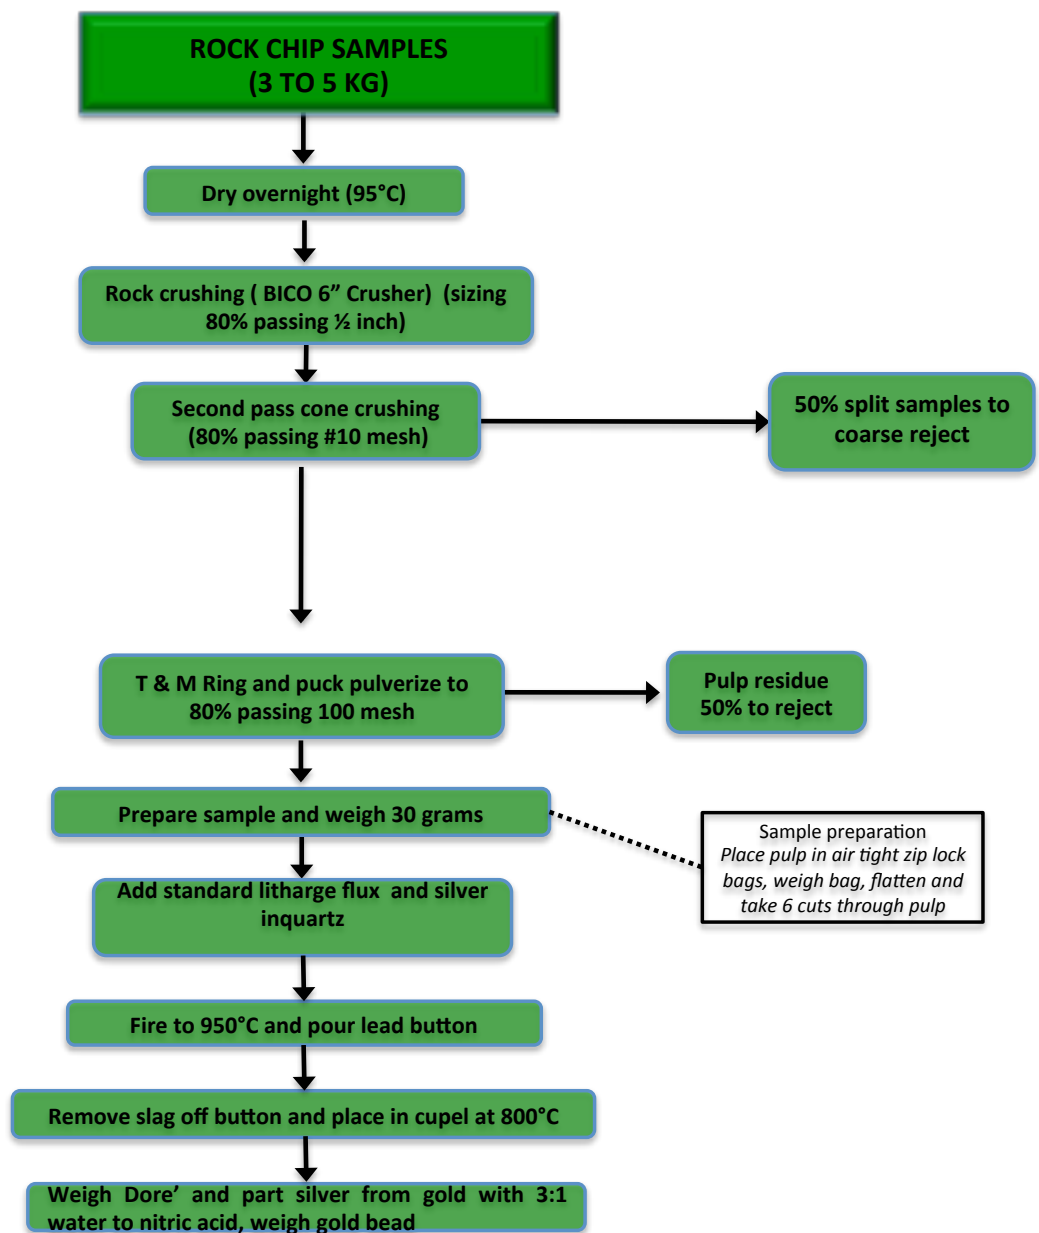 ROCK CHIP SAMPLES
(3 TO 5 KG)
Dry overnight (95°C)
Rock crushing ( BICO 6” Crusher) (sizing
80% passing ½ inch)
Second pass cone crushing
(80% passing #10 mesh)
50% split samples to
coarse reject
T & M Ring and puck pulverize to
80% passing 100 mesh
Pulp residue
50% to reject
Prepare sample and weigh 30 grams
Sample preparation
Place pulp in air tight zip lock
bags, weigh bag, flatten and
take 6 cuts through pulp
Add standard litharge flux and silver
inquartz
Fire to 950°C and pour lead button
Remove slag off button and place in cupel at 800°C
Weigh Dore’ and part silver from gold with 3:1
water to nitric acid, weigh gold bead